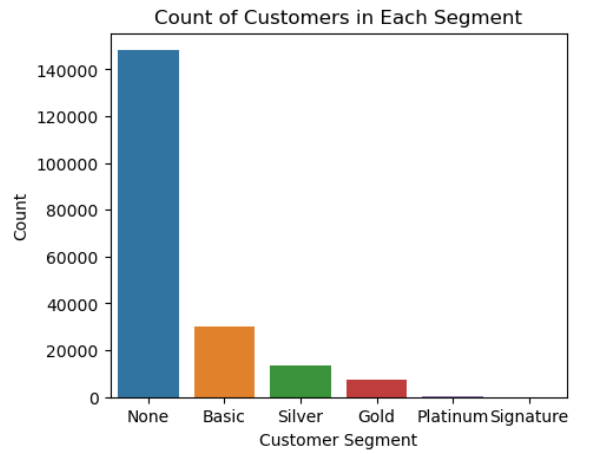 Count of Customers in Each Segment
140000
120000
100000
80000
60000
40000
20000
0
Count
None Basic Silver Gold Platinum Signature
Customer Segment